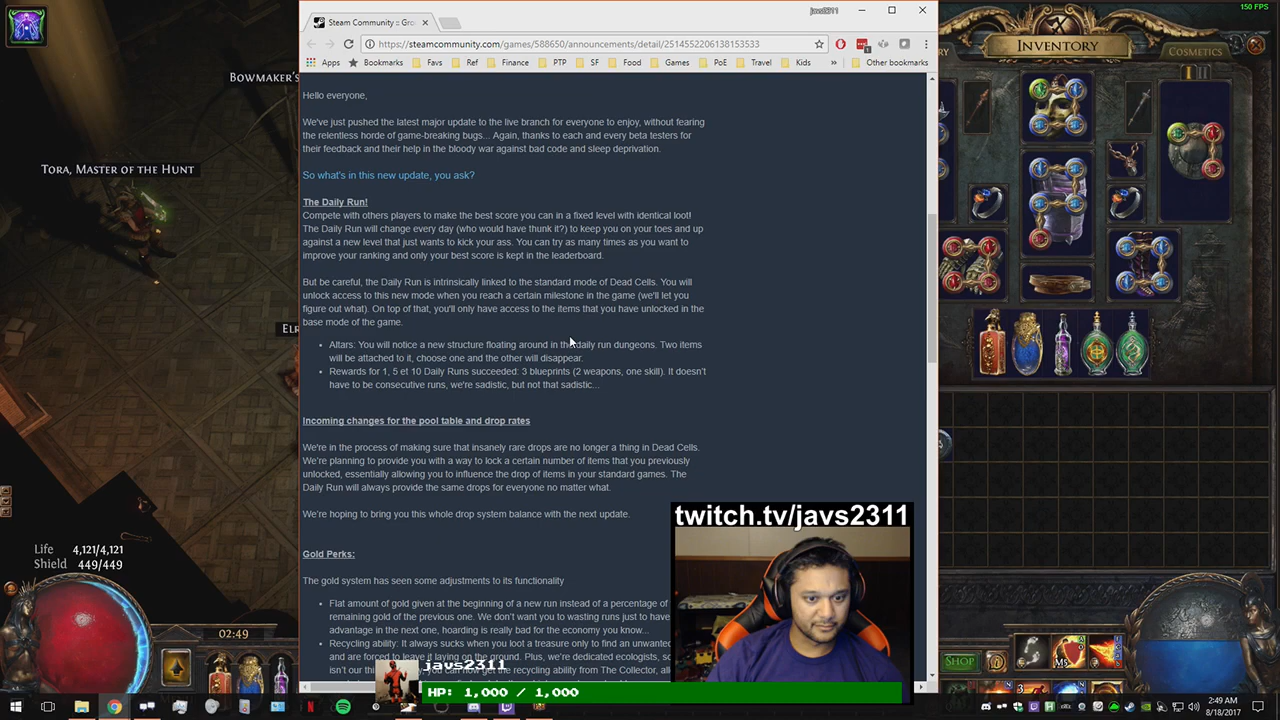 javs2311
150 FPS
Steam Community :: Gro
https://steamcommunity.com/games/588650/announcements/detail/2514552206138153533
Apps Bookmarks Favs Ref Finance PTP SF Food Games PoE Travel Kids » Other bookmarks
INVENTORY
COSMETICS
I II
BOWMAKER'S
TORA, MASTER OF THE HUNT
Hello everyone,
We've just pushed the latest major update to the live branch for everyone to enjoy, without fearing
the relentless horde of game-breaking bugs... Again, thanks to each and every beta testers for
their feedback and their help in the bloody war against bad code and sleep deprivation.
So what's in this new update, you ask?
The Daily Run!
Compete with others players to make the best score you can in a fixed level with identical loot!
The Daily Run will change every day (who would have thunk it?) to keep you on your toes and up
against a new level that just wants to kick your ass. You can try as many times as you want to
improve your ranking and only your best score is kept in the leaderboard.
But be careful, the Daily Run is intrinsically linked to the standard mode of Dead Cells. You will
unlock access to this new mode when you reach a certain milestone in the game (we'll let you
figure out what). On top of that, you'll only have access to the items that you have unlocked in the
base mode of the game.
• Altars: You will notice a new structure floating around in the daily run dungeons. Two items
will be attached to it, choose one and the other will disappear.
• Rewards for 1, 5 et 10 Daily Runs succeeded: 3 blueprints (2 weapons, one skill). It doesn't
have to be consecutive runs, we're sadistic, but not that sadistic...
Incoming changes for the pool table and drop rates
We're in the process of making sure that insanely rare drops are no longer a thing in Dead Cells.
We're planning to provide you with a way to lock a certain number of items that you previously
unlocked, essentially allowing you to influence the drop of items in your standard games. The
Daily Run will always provide the same drops for everyone no matter what.
We're hoping to bring you this whole drop system balance with the next update.
Gold Perks:
The gold system has seen some adjustments to its functionality
• Flat amount of gold given at the beginning of a new run instead of a percentage of
remaining gold of the previous one. We don't want you to wasting runs just to have
advantage in the next one, hoarding is really bad for the economy you know...
• Recycling ability: It always sucks when you loot a treasure only to find an unwante
and are forced to leave it laying on the ground. Plus, we're dedicated ecologists, so
twitch.tv/javs2311
javs2311
HP: 1,000 / 1,000
Life 4,121/4,121
Shield 449/449
02:49
SHOP
2:49 AM
8/18/2017